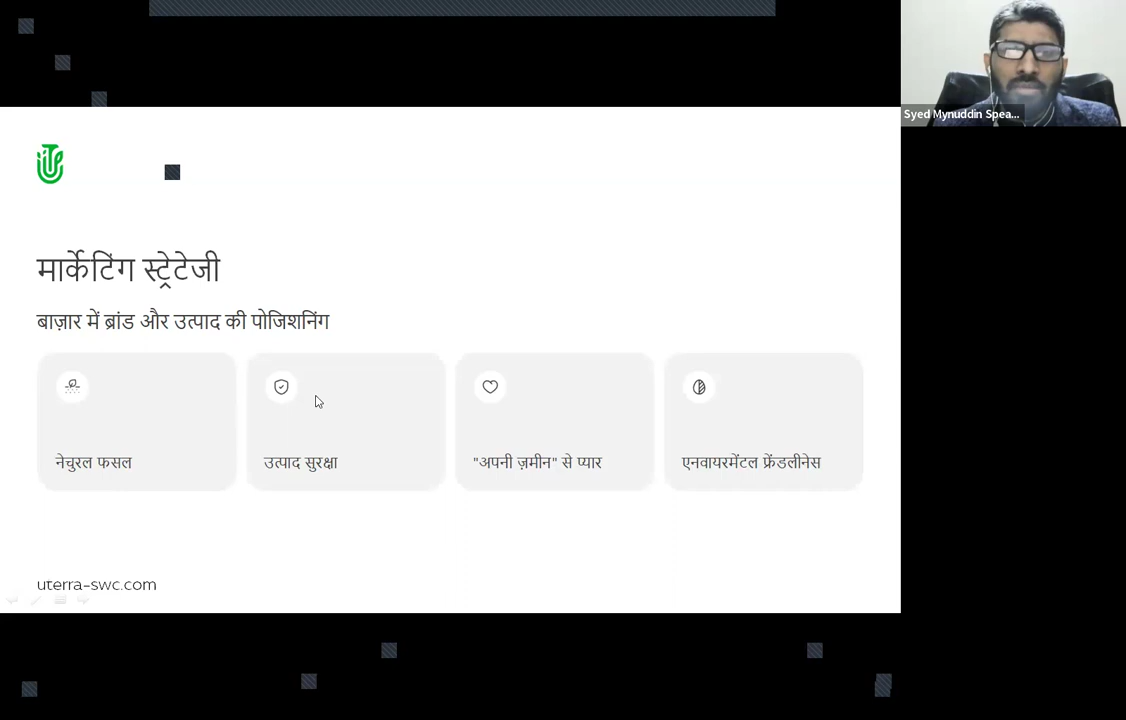 Syed Mynuddin Spea...
मार्केटिंग स्ट्रेटेजी
बाज़ार में ब्रांड और उत्पाद की पोजिशनिंग
नेचुरल फसल
उत्पाद सुरक्षा
"अपनी ज़मीन" से प्यार
एनवायरमेंटल फ्रेंडलीनेस
uterra-swc.com